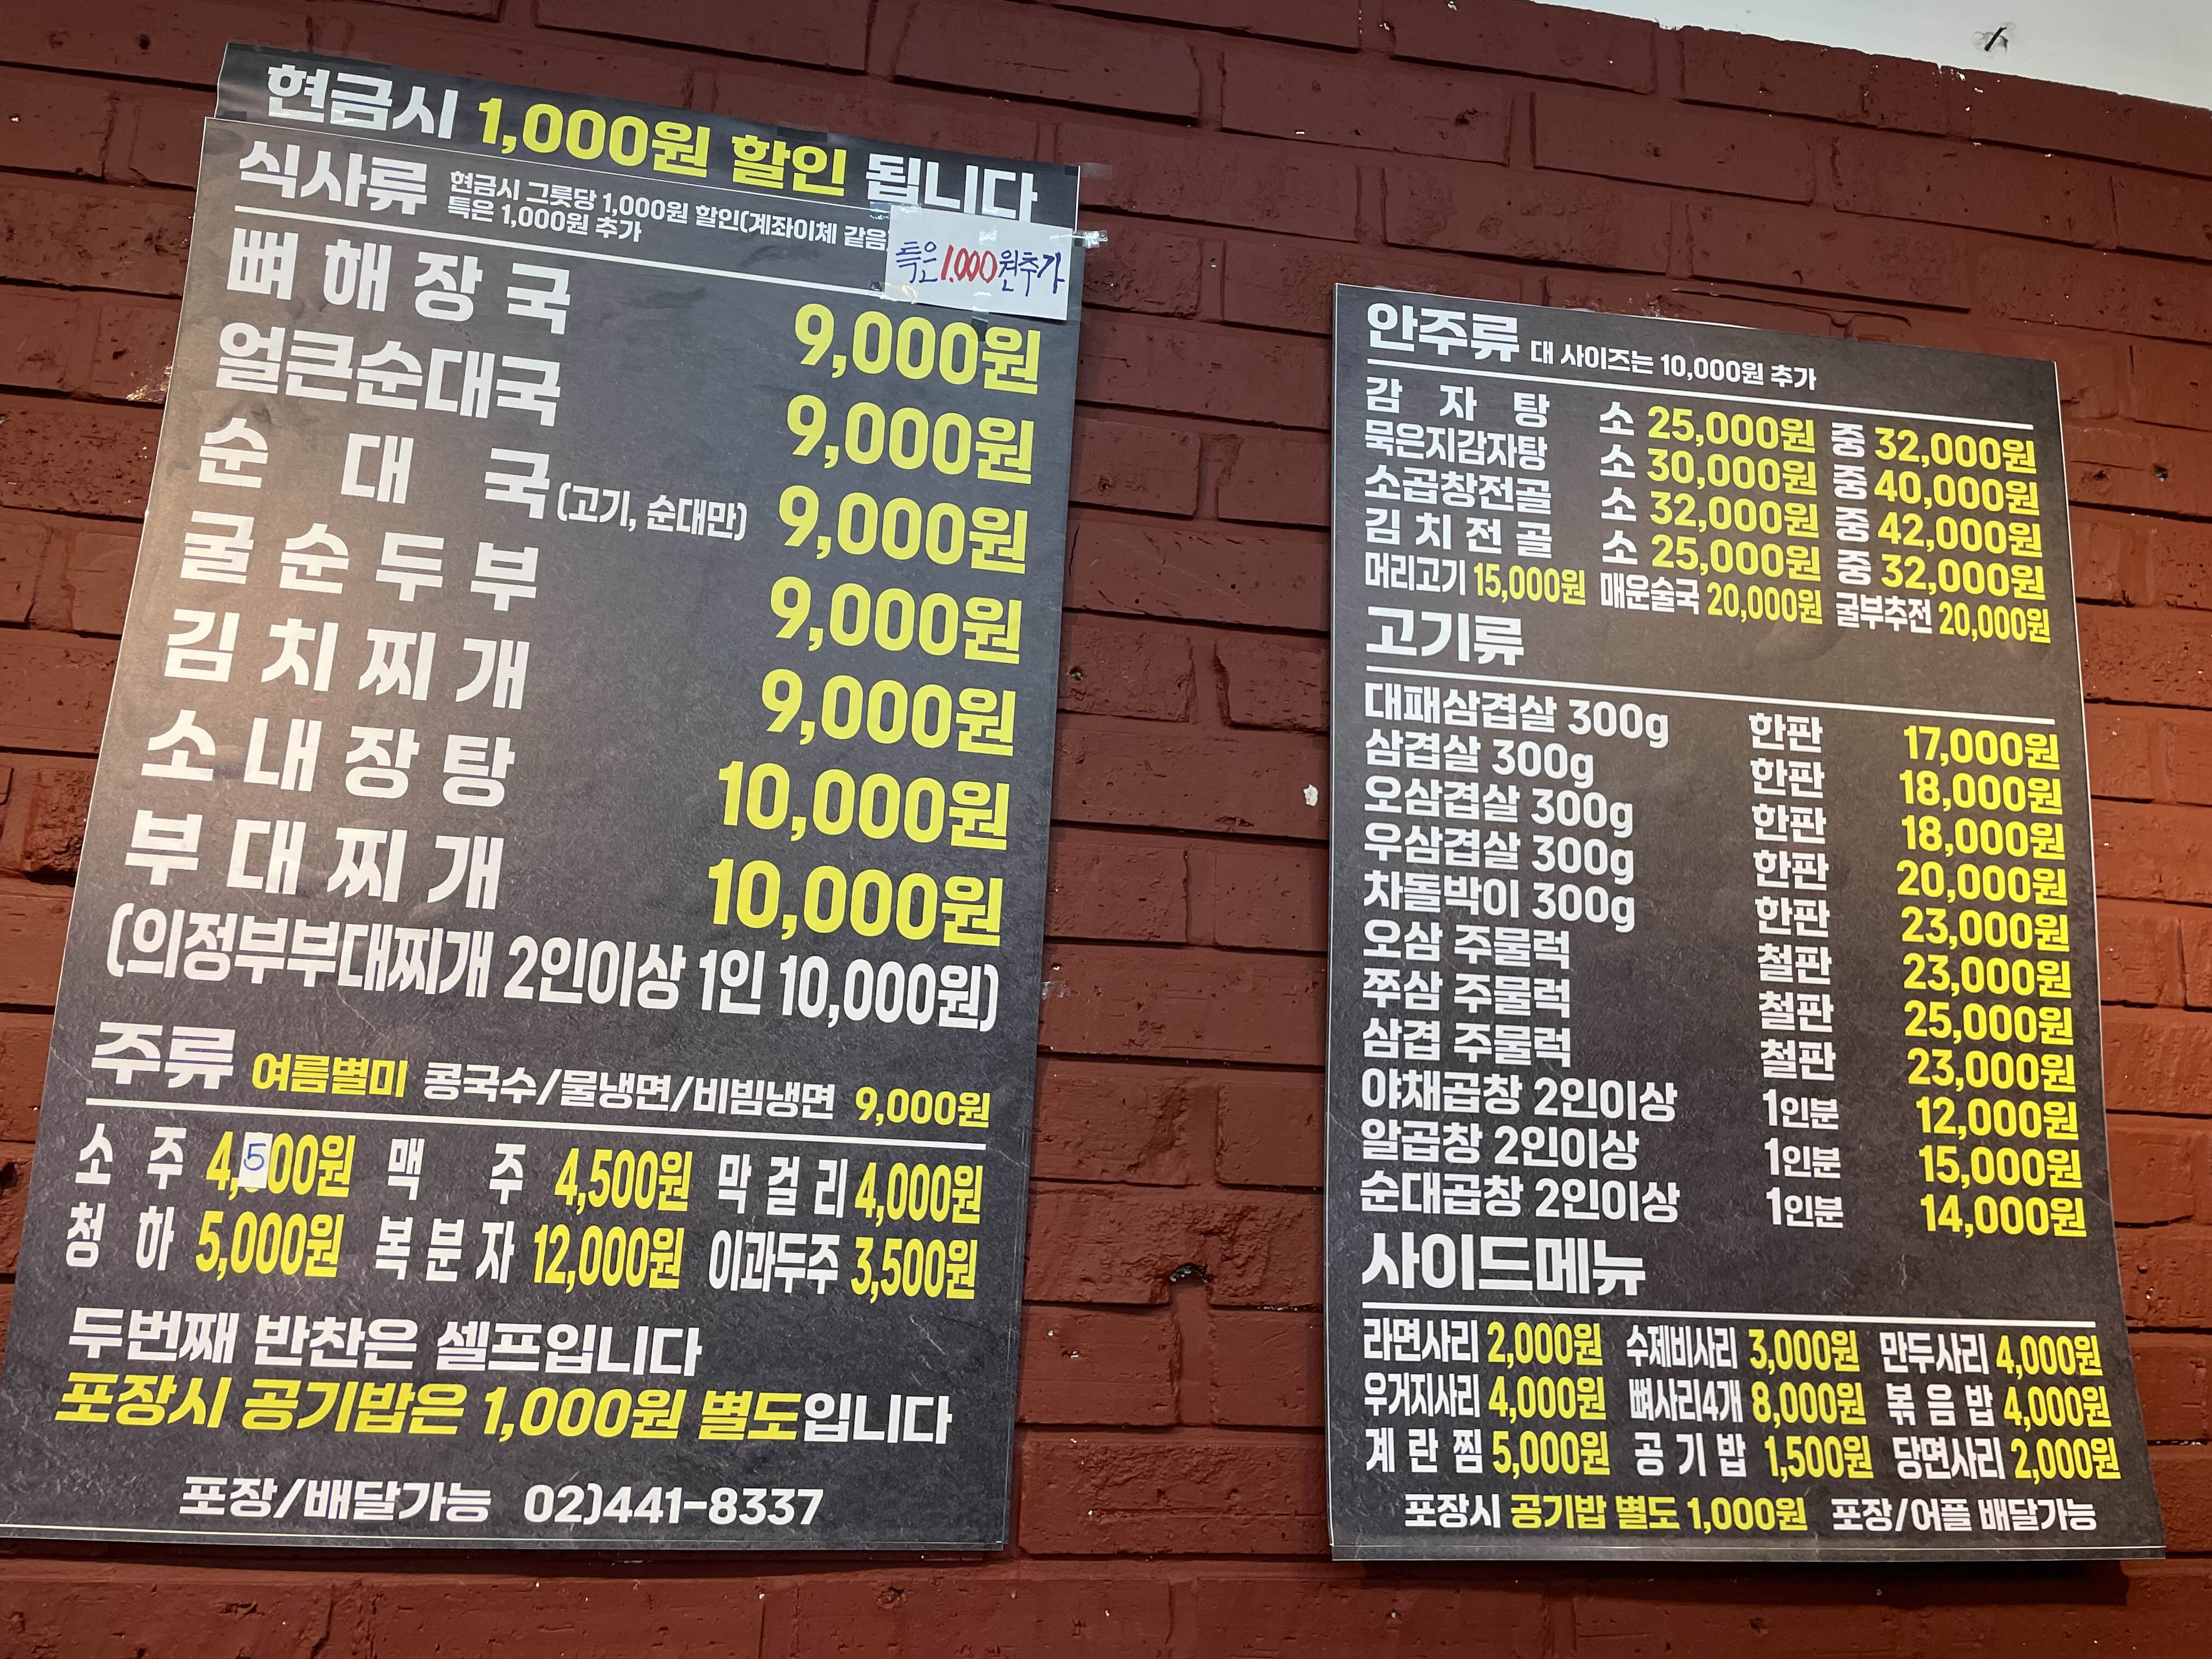 현금시 1,000원 할인 됩니다
식사류 현금시 그릇당 1,000원 할인(계좌이체 같음
특은 1,000원 추가
특은 1.000원추가
뼈해장국 9,000원
얼큰순대국 9,000원
순대국(고기, 순대만) 9,000원
굴순두부 9,000원
김치찌개 9,000원
소내장탕 10,000원
부대찌개 10,000원
(의정부부대찌개 2인이상 1인 10,000원)
주류 여름별미 콩국수/물냉면/비빔냉면 9,000원
소주 4,500원 맥주 4,500원 막걸리 4,000원
청하 5,000원 복분자 12,000원 이과두주 3,500원
두번째 반찬은 셀프입니다
포장시 공기밥은 1,000원 별도입니다
포장/배달가능 02)441-8337
안주류 대 사이즈는 10,000원 추가
감자탕 소 25,000원 중 32,000원
묵은지감자탕 소 30,000원 중 40,000원
소곱창전골 소 32,000원 중 42,000원
김치전골 소 25,000원 중 32,000원
머리고기 15,000원 매운술국 20,000원 굴부추전 20,000원
고기류
대패삼겹살 300g 한판 17,000원
삼겹살 300g 한판 18,000원
오삼겹살 300g 한판 18,000원
우삼겹살 300g 한판 20,000원
차돌박이 300g 한판 23,000원
오삼 주물럭 철판 23,000원
쭈삼 주물럭 철판 25,000원
삼겹 주물럭 철판 23,000원
야채곱창 2인이상 1인분 12,000원
알곱창 2인이상 1인분 15,000원
순대곱창 2인이상 1인분 14,000원
사이드메뉴
라면사리 2,000원 수제비사리 3,000원 만두사리 4,000원
우거지사리 4,000원 뼈사리4개 8,000원 볶음밥 4,000원
계란찜 5,000원 공기밥 1,500원 당면사리 2,000원
포장시 공기밥 별도 1,000원 포장/어플 배달가능